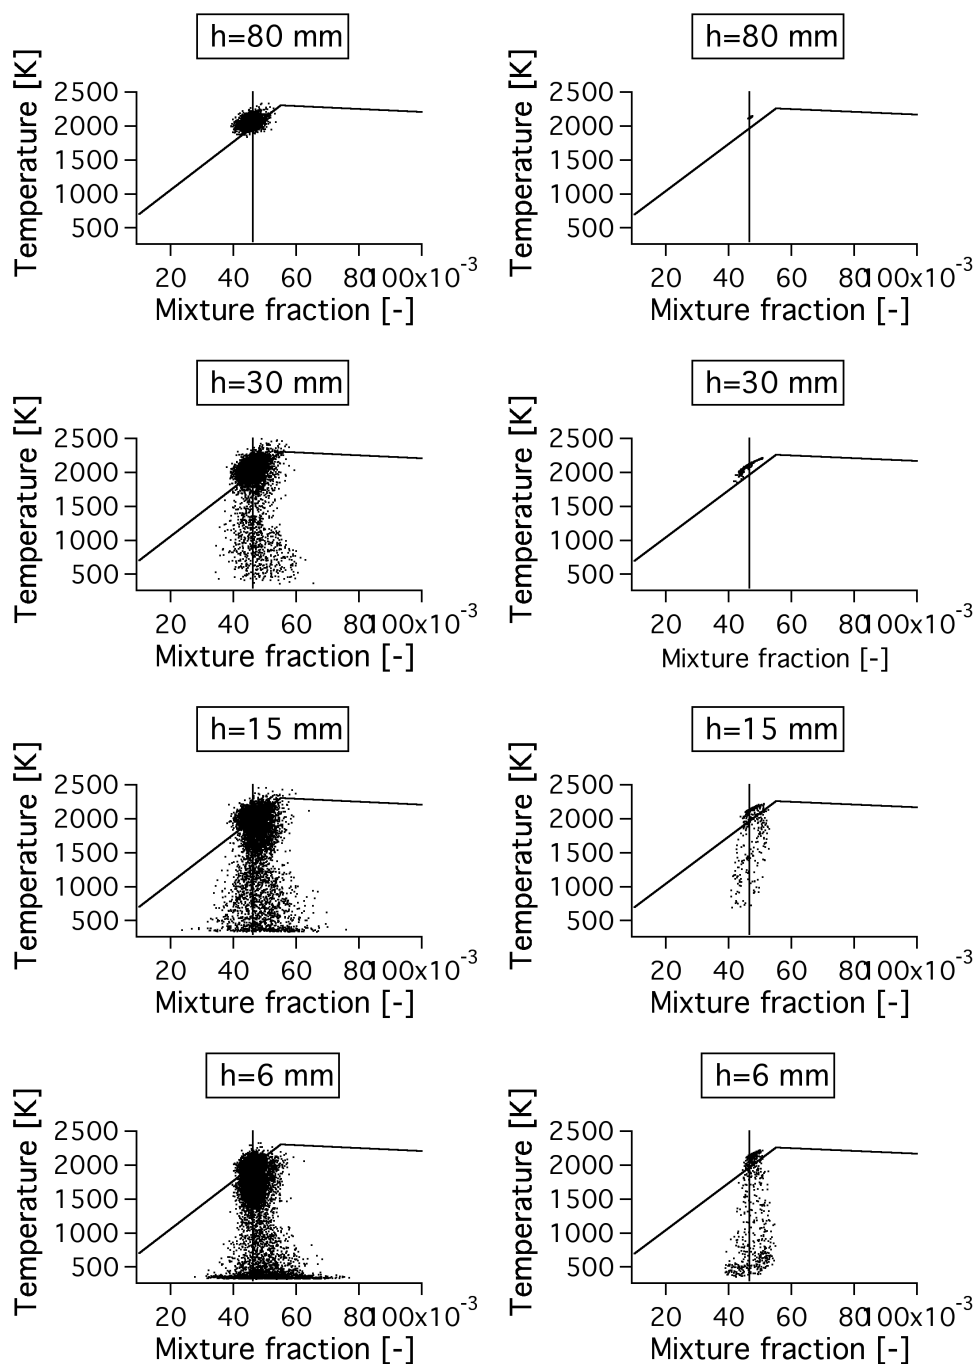 h=80 mm
h=80 mm
Temperature [K]
2500
2000
1500
1000
500
20 40 60 80 100x10-3
Mixture fraction [-]
Temperature [K]
2500
2000
1500
1000
500
20 40 60 80 100x10-3
Mixture fraction [-]
h=30 mm
h=30 mm
Temperature [K]
2500
2000
1500
1000
500
20 40 60 80 100x10-3
Mixture fraction [-]
Temperature [K]
2500
2000
1500
1000
500
20 40 60 80 100x10-3
Mixture fraction [-]
h=15 mm
h=15 mm
Temperature [K]
2500
2000
1500
1000
500
20 40 60 80 100x10-3
Mixture fraction [-]
Temperature [K]
2500
2000
1500
1000
500
20 40 60 80 100x10-3
Mixture fraction [-]
h=6 mm
h=6 mm
Temperature [K]
2500
2000
1500
1000
500
20 40 60 80 100x10-3
Mixture fraction [-]
Temperature [K]
2500
2000
1500
1000
500
20 40 60 80 100x10-3
Mixture fraction [-]